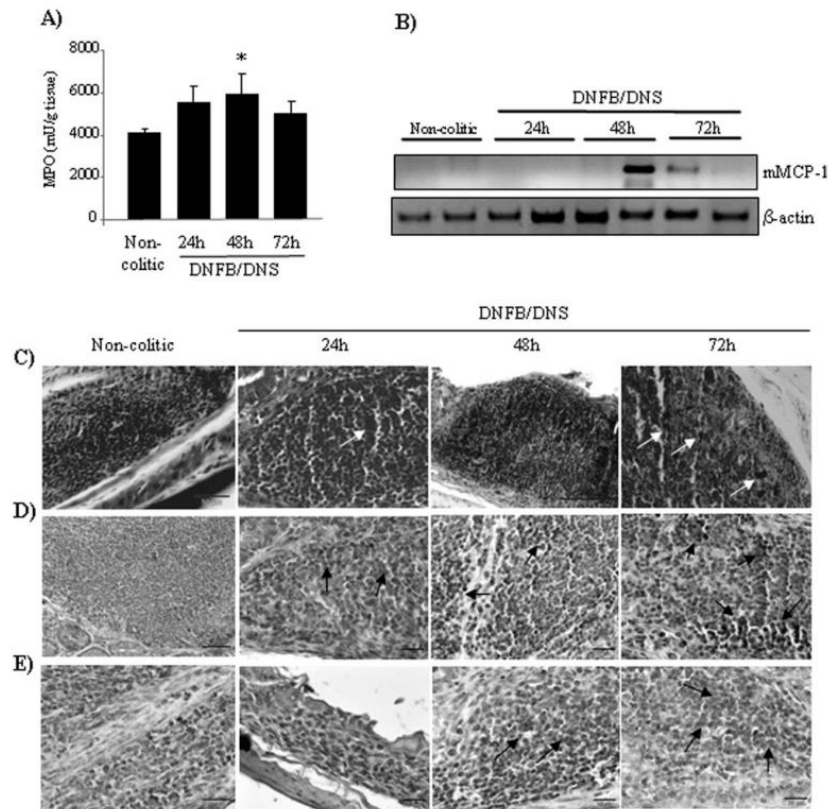 A)
8000
6000
4000
2000
0
MPO (mU/g tissue)
*
Non-
colitic
24h 48h 72h
DNFB/DNS
B)
DNFB/DNS
Non-colitic 24h 48h 72h
mMCP-1
β-actin
DNFB/DNS
Non-colitic 24h 48h 72h
C)
D)
E)